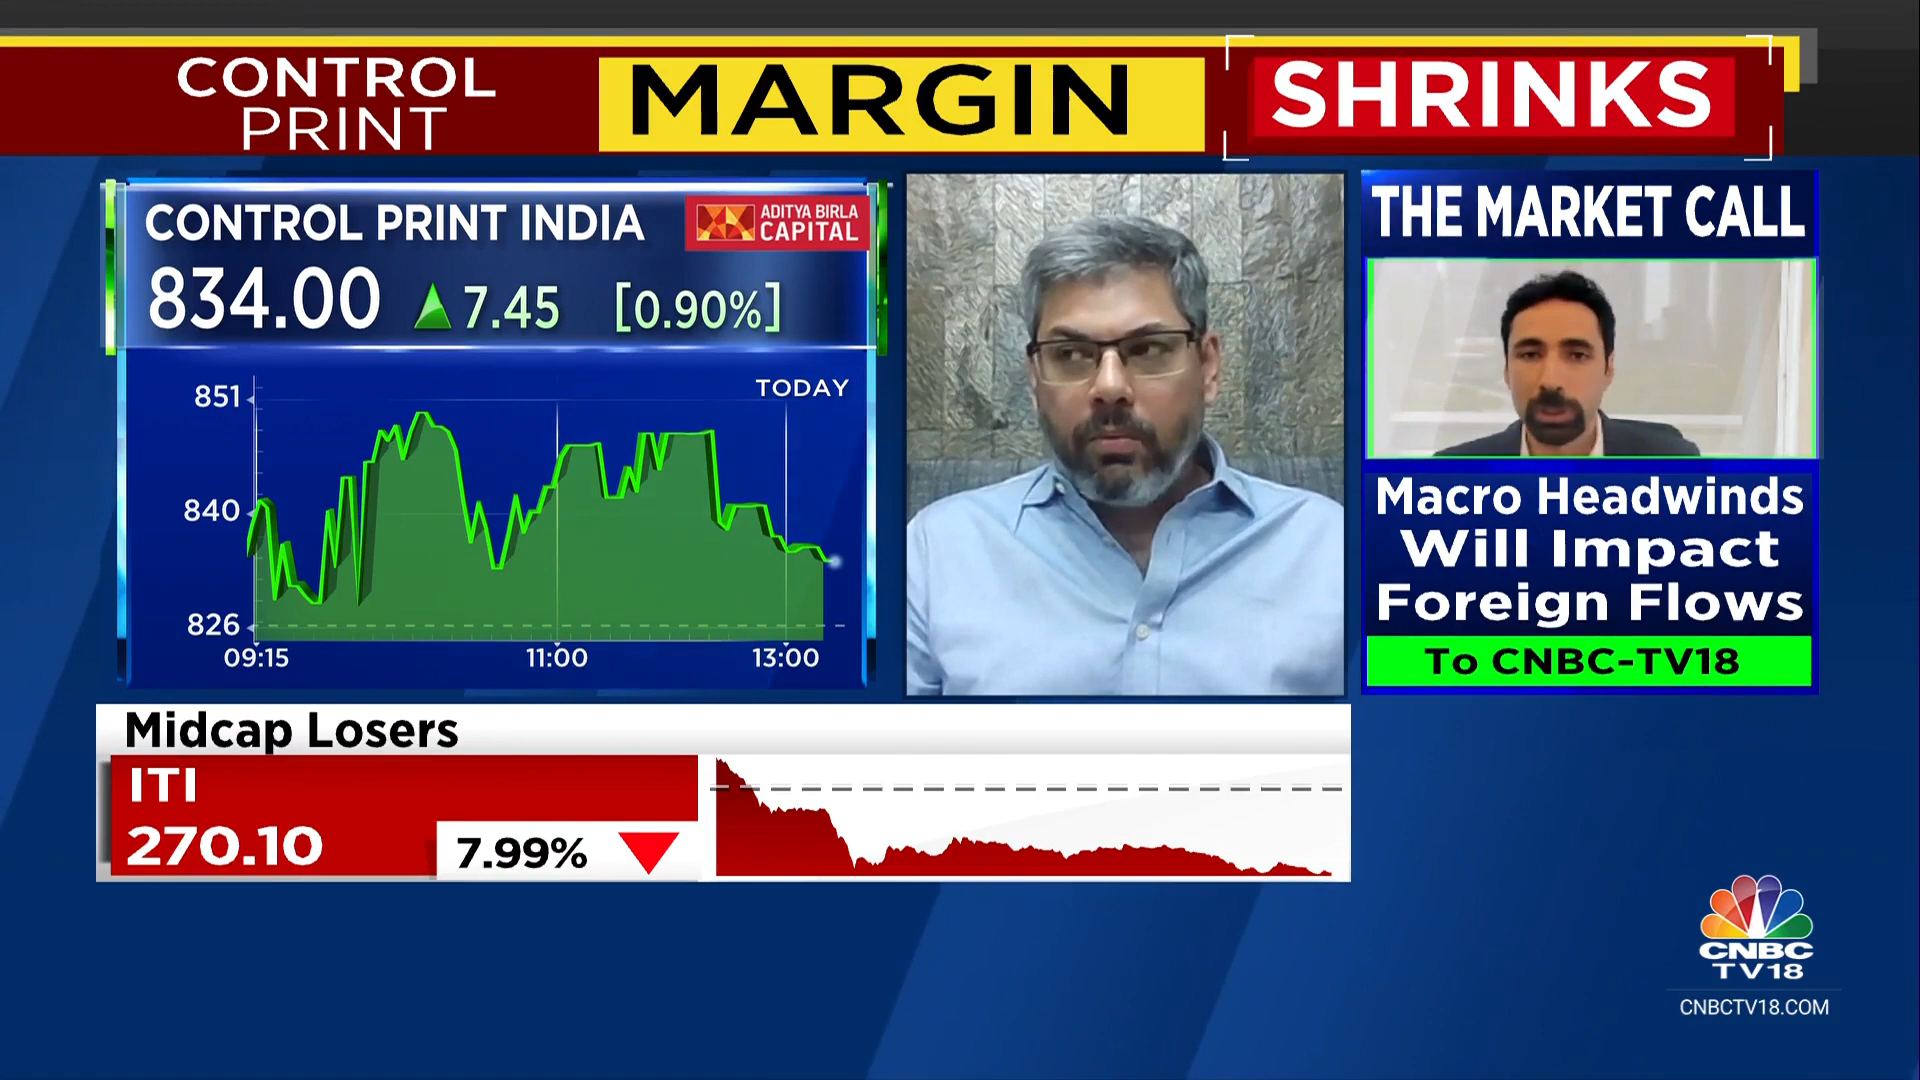 CONTROL
PRINT
MARGIN
SHRINKS
CONTROL PRINT INDIA
ADITYA BIRLA
CAPITAL
834.00 ▲ 7.45 [0.90%]
TODAY
851
840
826
09:15 11:00 13:00
THE MARKET CALL
Macro Headwinds
Will Impact
Foreign Flows
To CNBC-TV18
Midcap Losers
ITI
270.10
7.99% ▼
CNBC
TV18
CNBCTV18.COM